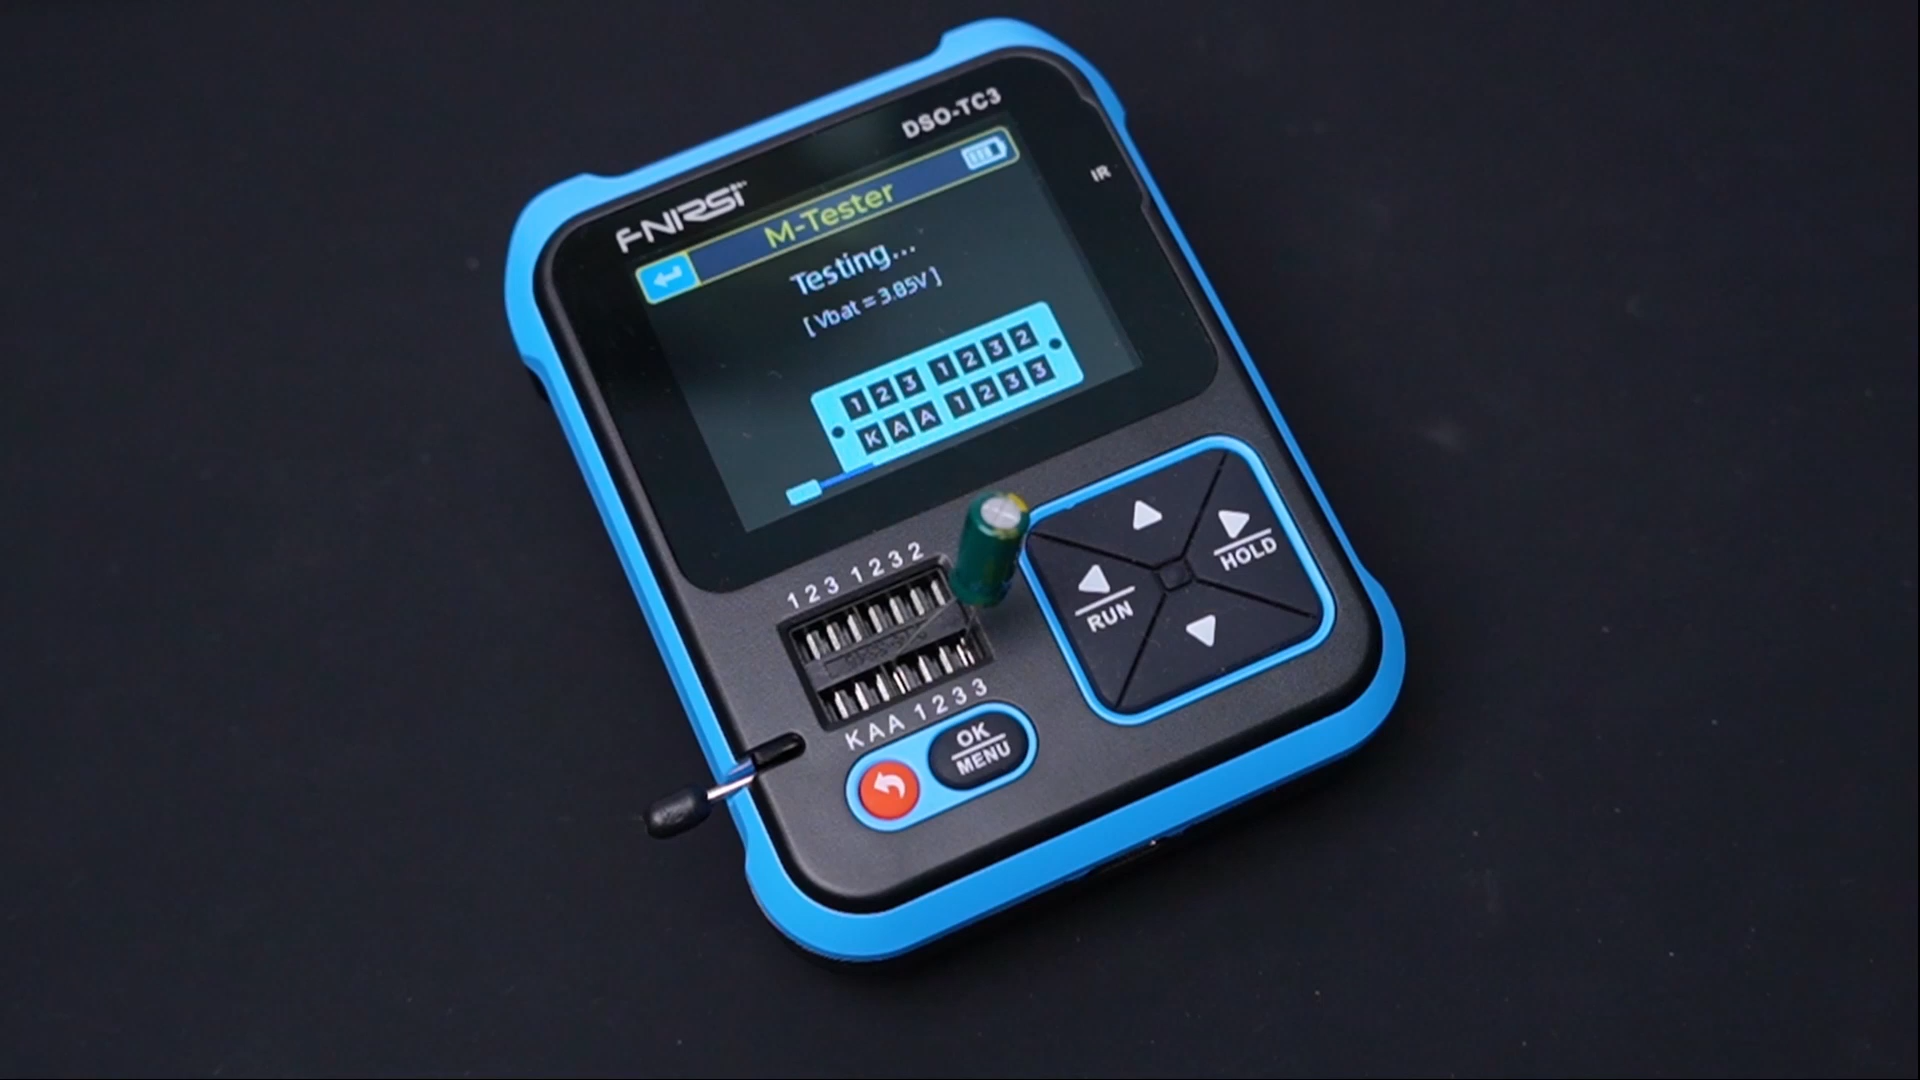 DSO-TC3
FNIRSI
IR
M-Tester
Testing...
[ Vbat = 3.85V ]
1 2 3 1 2 3 2
K A A 1 2 3 3
1 2 3 1 2 3 2
K A A 1 2 3 3
HOLD
RUN
OK
MENU